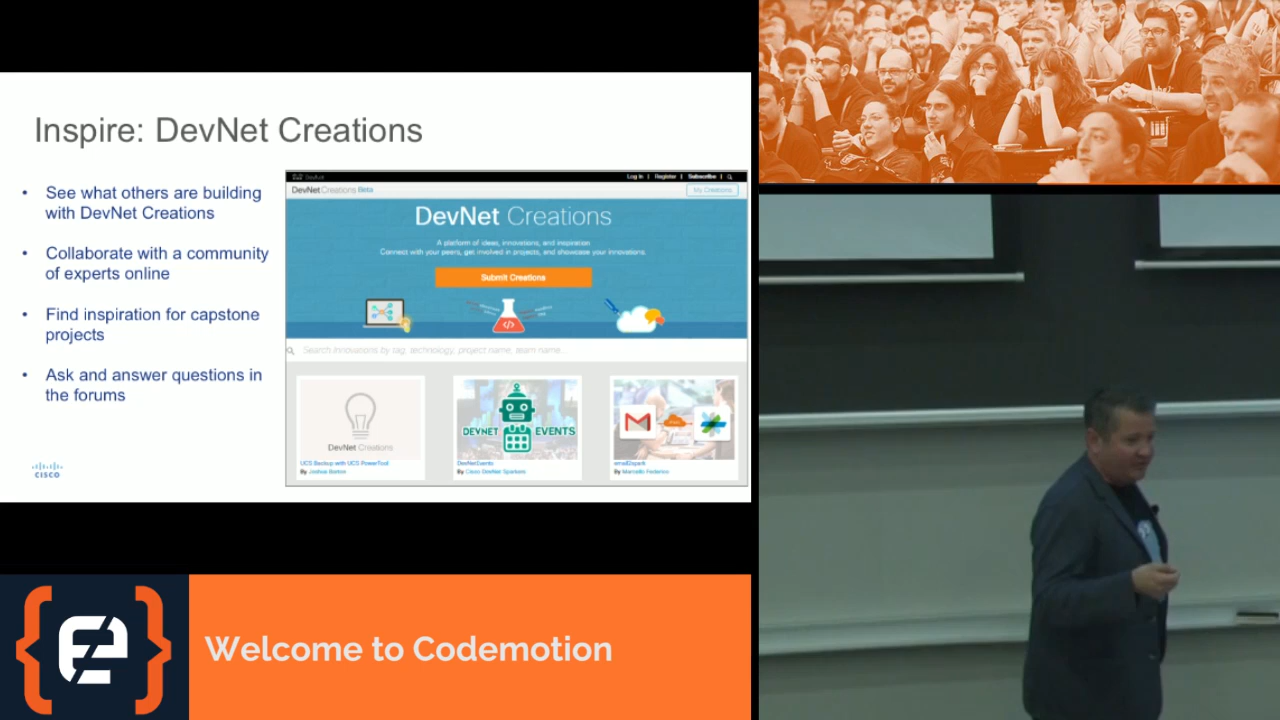 Inspire: DevNet Creations
• See what others are building
with DevNet Creations
• Collaborate with a community
of experts online
• Find inspiration for capstone
projects
• Ask and answer questions in
the forums
CISCO
Log in | Register | Subscribe |
DevNet Creations Beta
My Creations
DevNet Creations
A platform of ideas, innovations, and inspiration
Connect with your peers, get involved in projects, and showcase your innovations.
Submit Creations
Search Innovations by tag, technology, project name, team name...
DevNet Creations
UCS Backup with UCS PowerTool
By Joshua Barton
DEVNET EVENTS
DevNetEvents
By Cisco DevNet Sparkers
email2spark
By Marcello Federico
Welcome to Codemotion